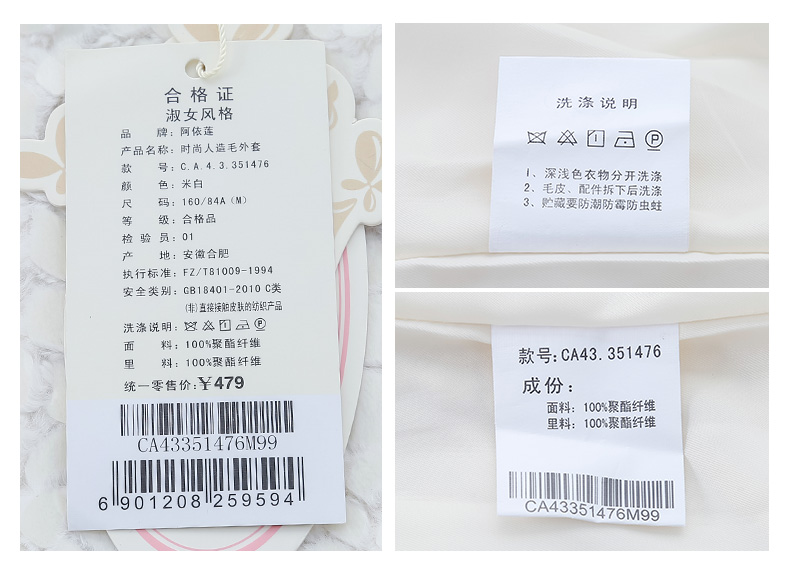 合格证
淑女风格
品 牌：阿依莲
产品名称：时尚人造毛外套
款 号：C.A.4.3.351476
颜 色：米白
尺 码：160/84A（M）
等 级：合格品
检 验 员：01
产 地：安徽合肥
执行标准：FZ/T81009-1994
安全类别：GB18401-2010 C类
(非)直接接触皮肤的纺织产品
洗涤说明：
面 料：100%聚酯纤维
里 料：100%聚酯纤维
统一零售价：￥479
CA43351476M99
6 901208 259594
洗涤说明
1、深浅色衣物分开洗涤
2、毛皮、配件拆下后洗涤
3、贮藏要防潮防霉防虫蛀
款号：CA43.351476
成份：
面料：100%聚酯纤维
里料：100%聚酯纤维
CA43351476M99